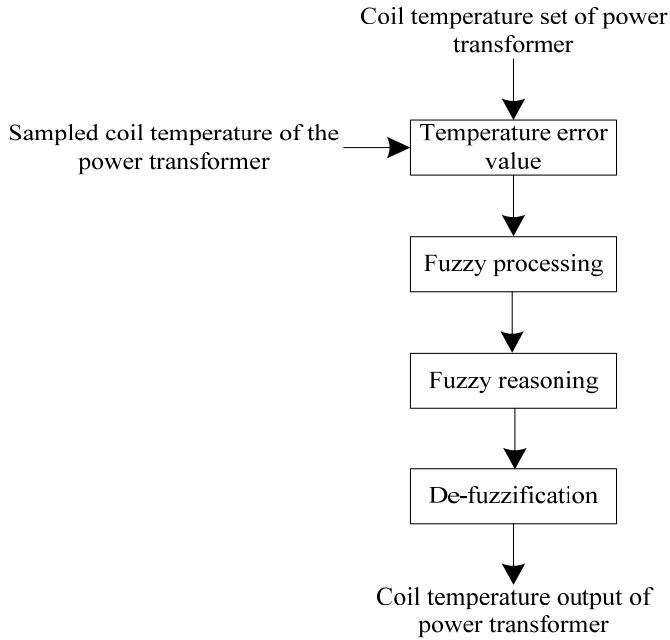 Coil temperature set of power
transformer
Sampled coil temperature of the
power transformer
Temperature error
value
Fuzzy processing
Fuzzy reasoning
De-fuzzification
Coil temperature output of
power transformer